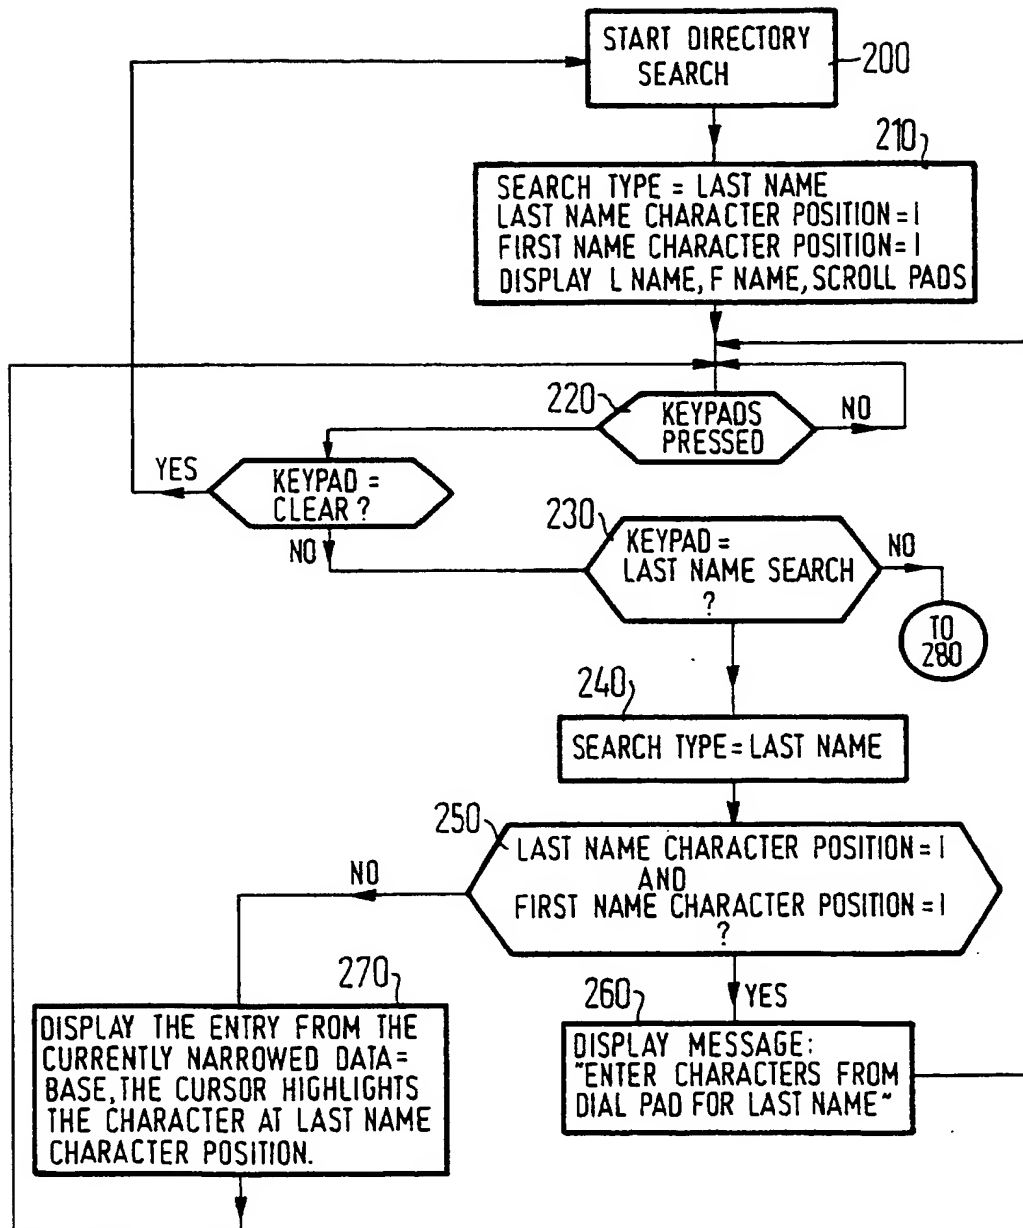 START DIRECTORY
SEARCH
200
210
SEARCH TYPE = LAST NAME
LAST NAME CHARACTER POSITION = 1
FIRST NAME CHARACTER POSITION = 1
DISPLAY L NAME, F NAME, SCROLL PADS
220
KEYPADS
PRESSED
NO
YES
KEYPAD =
CLEAR ?
NO
230
KEYPAD =
LAST NAME SEARCH
?
NO
TO
280
240
SEARCH TYPE = LAST NAME
250
LAST NAME CHARACTER POSITION = 1
AND
FIRST NAME CHARACTER POSITION = 1
?
NO
YES
270
DISPLAY THE ENTRY FROM THE
CURRENTLY NARROWED DATA=
BASE, THE CURSOR HIGHLIGHTS
THE CHARACTER AT LAST NAME
CHARACTER POSITION.
260
DISPLAY MESSAGE:
"ENTER CHARACTERS FROM
DIAL PAD FOR LAST NAME"